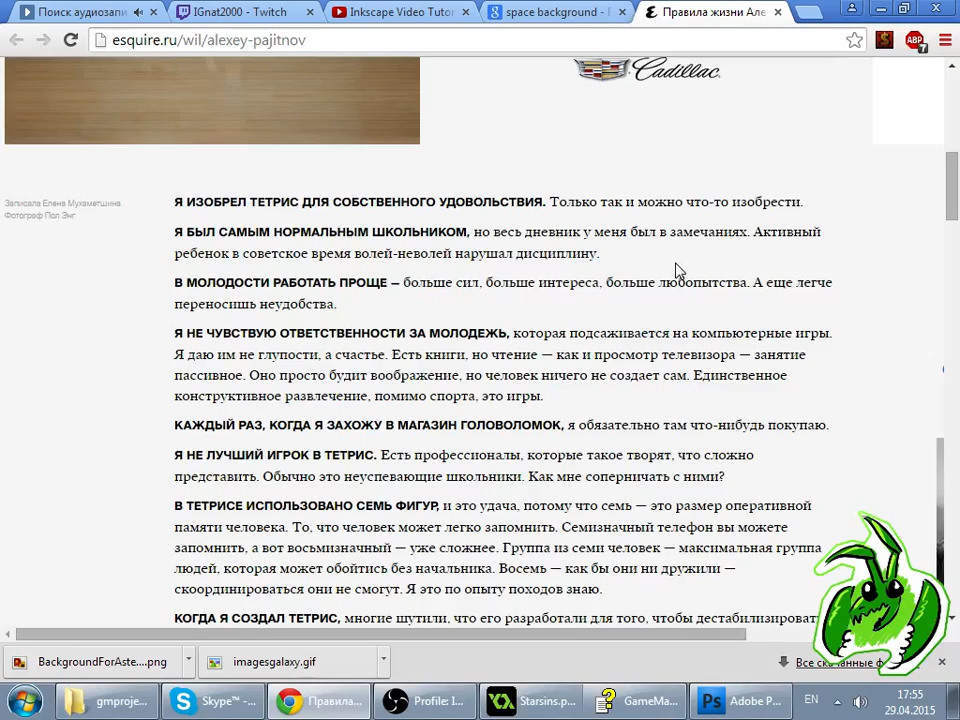 Поиск аудиозапи
IGnat2000 - Twitch
Inkscape Video Tutor
space background -
Правила жизни Але
esquire.ru/wil/alexey-pajitnov
ABP
7
Cadillac
Записала Елена Мухаметшина
Фотограф Пол Энг
Я ИЗОБРЕЛ ТЕТРИС ДЛЯ СОБСТВЕННОГО УДОВОЛЬСТВИЯ. Только так и можно что-то изобрести.
Я БЫЛ САМЫМ НОРМАЛЬНЫМ ШКОЛЬНИКОМ, но весь дневник у меня был в замечаниях. Активный
ребенок в советское время волей-неволей нарушал дисциплину.
В МОЛОДОСТИ РАБОТАТЬ ПРОЩЕ — больше сил, больше интереса, больше любопытства. А еще легче
переносишь неудобства.
Я НЕ ЧУВСТВУЮ ОТВЕТСТВЕННОСТИ ЗА МОЛОДЕЖЬ, которая подсаживается на компьютерные игры.
Я даю им не глупости, а счастье. Есть книги, но чтение — как и просмотр телевизора — занятие
пассивное. Оно просто будит воображение, но человек ничего не создает сам. Единственное
конструктивное развлечение, помимо спорта, это игры.
КАЖДЫЙ РАЗ, КОГДА Я ЗАХОЖУ В МАГАЗИН ГОЛОВОЛОМОК, я обязательно там что-нибудь покупаю.
Я НЕ ЛУЧШИЙ ИГРОК В ТЕТРИС. Есть профессионалы, которые такое творят, что сложно
представить. Обычно это неуспевающие школьники. Как мне соперничать с ними?
В ТЕТРИСЕ ИСПОЛЬЗОВАНО СЕМЬ ФИГУР, и это удача, потому что семь — это размер оперативной
памяти человека. То, что человек может легко запомнить. Семизначный телефон вы можете
запомнить, а вот восьмизначный — уже сложнее. Группа из семи человек — максимальная группа
людей, которая может обойтись без начальника. Восемь — как бы они ни дружили —
скоординироваться они не смогут. Я это по опыту походов знаю.
КОГДА Я СОЗДАЛ ТЕТРИС, многие шутили, что его разработали для того, чтобы дестабилизироват
BackgroundForAste....png
imagesgalaxy.gif
Все скачанные ф
gmproje...
Skype™ -...
Правила...
Profile: I...
Starsins.p...
GameMa...
Adobe P...
EN
17:55
29.04.2015